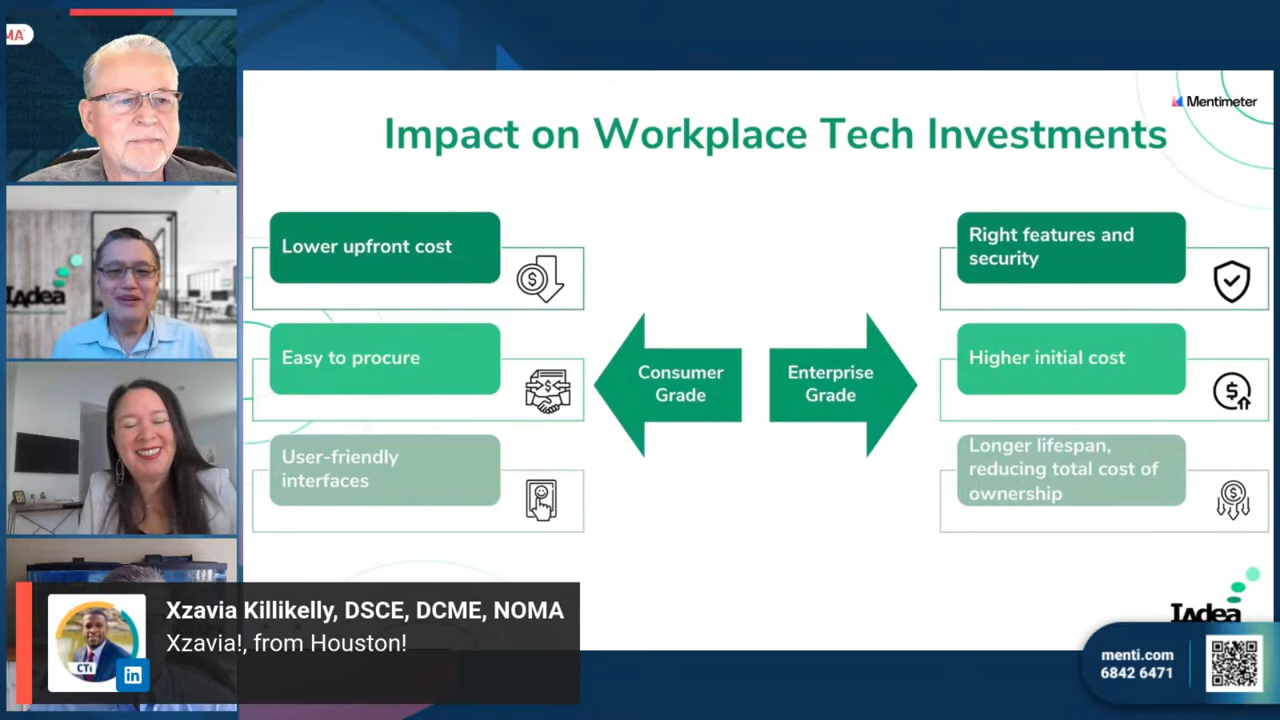 MA
Mentimeter
Impact on Workplace Tech Investments
Lower upfront cost
Easy to procure
User-friendly
interfaces
Consumer
Grade
Enterprise
Grade
Right features and
security
Higher initial cost
Longer lifespan,
reducing total cost of
ownership
IAdea
IAdea
menti.com
6842 6471
CTi
in
Xzavia Killikelly, DSCE, DCME, NOMA
Xzavia!, from Houston!